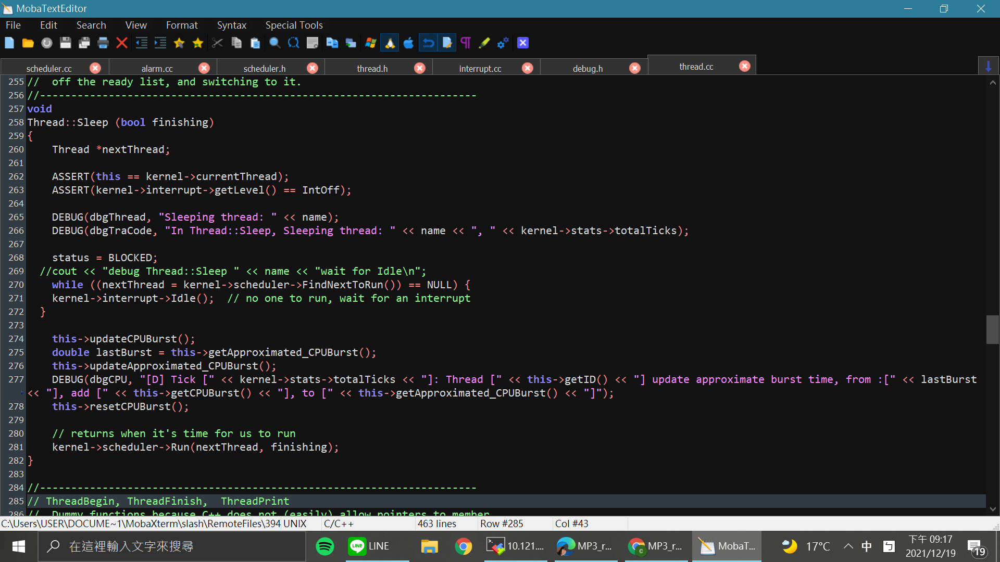 MobaTextEditor
File Edit Search View Format Syntax Special Tools
scheduler.cc alarm.cc scheduler.h thread.h interrupt.cc debug.h thread.cc
255 //  off the ready list, and switching to it.
256 //----------------------------------------------------------------------
257 void
258 Thread::Sleep (bool finishing)
259 {
260     Thread *nextThread;
261
262     ASSERT(this == kernel->currentThread);
263     ASSERT(kernel->interrupt->getLevel() == IntOff);
264
265     DEBUG(dbgThread, "Sleeping thread: " << name);
266     DEBUG(dbgTraCode, "In Thread::Sleep, Sleeping thread: " << name << ", " << kernel->stats->totalTicks);
267
268     status = BLOCKED;
269   //cout << "debug Thread::Sleep " << name << "wait for Idle\n";
270     while ((nextThread = kernel->scheduler->FindNextToRun()) == NULL) {
271     kernel->interrupt->Idle();  // no one to run, wait for an interrupt
272   }
273
274     this->updateCPUBurst();
275     double lastBurst = this->getApproximated_CPUBurst();
276     this->updateApproximated_CPUBurst();
277     DEBUG(dbgCPU, "[D] Tick [" << kernel->stats->totalTicks << "]: Thread [" << this->getID() << "] update approximate burst time, from :[" << lastBurst
<< "], add [" << this->getCPUBurst() << "], to [" << this->getApproximated_CPUBurst() << "]");
278     this->resetCPUBurst();
279
280     // returns when it's time for us to run
281     kernel->scheduler->Run(nextThread, finishing);
282 }
283
284 //----------------------------------------------------------------------
285 // ThreadBegin, ThreadFinish,  ThreadPrint
286 //  Dummy functions because C++ does not (easily) allow pointers to member
C:\Users\USER\DOCUME~1\MobaXterm\slash\RemoteFiles\394 UNIX C/C++ 463 lines Row #285 Col #43
在這裡輸入文字來搜尋 LINE LINE 10.121.... MP3_r... MP3_r... MobaT... 17°C 中 ㄅ 下午 09:17
2021/12/19 19